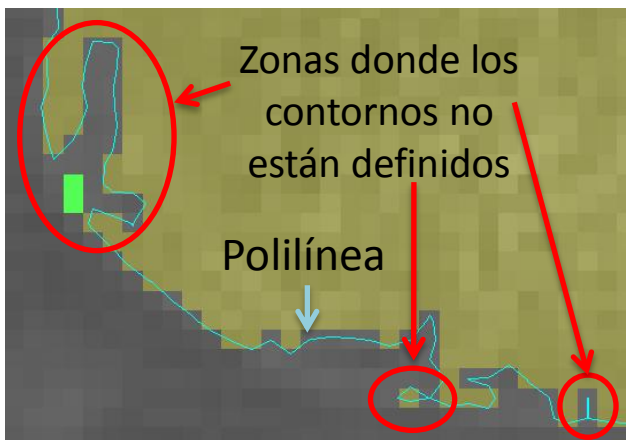 Zonas donde los
contornos no
están definidos
Polilínea